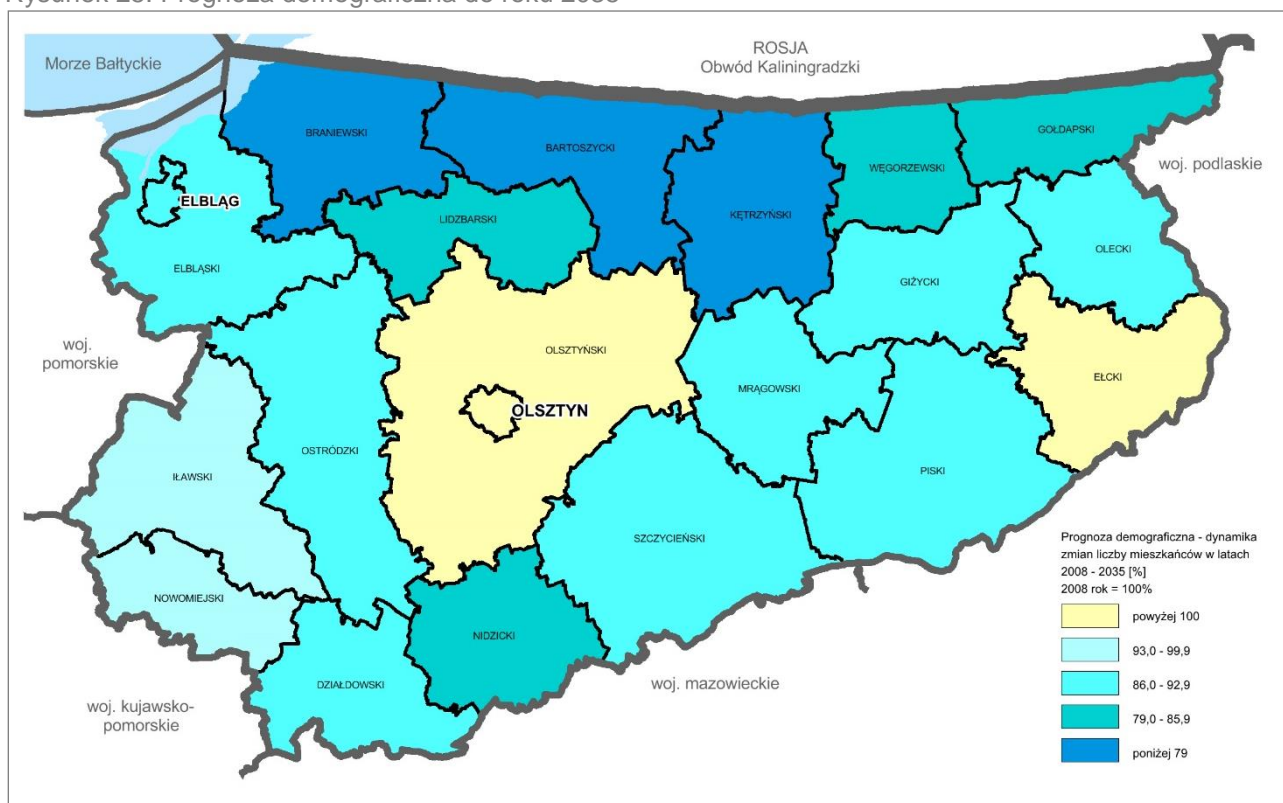 Rysunek 25. Prognoza demograficzna do roku 2035
Morze Bałtyckie
ROSJA
Obwód Kaliningradzki
BRANIEWSKI
BARTOSZYCKI
GOŁDAPSKI
WĘGORZEWSKI
woj. podlaskie
ELBLĄG
LIDZBARSKI
KĘTRZYŃSKI
OLECKI
ELBLĄSKI
GIŻYCKI
woj.
pomorskie
OLSZTYŃSKI
MRĄGOWSKI
EŁCKI
OLSZTYN
OSTRÓDZKI
IŁAWSKI
PISKI
SZCZYCIEŃSKI
NOWOMIEJSKI
NIDZICKI
DZIAŁDOWSKI
woj. mazowieckie
woj. kujawsko-
pomorskie
Prognoza demograficzna - dynamika
zmian liczby mieszkańców w latach
2008 - 2035 [%]
2008 rok = 100%
powyżej 100
93,0 - 99,9
86,0 - 92,9
79,0 - 85,9
poniżej 79